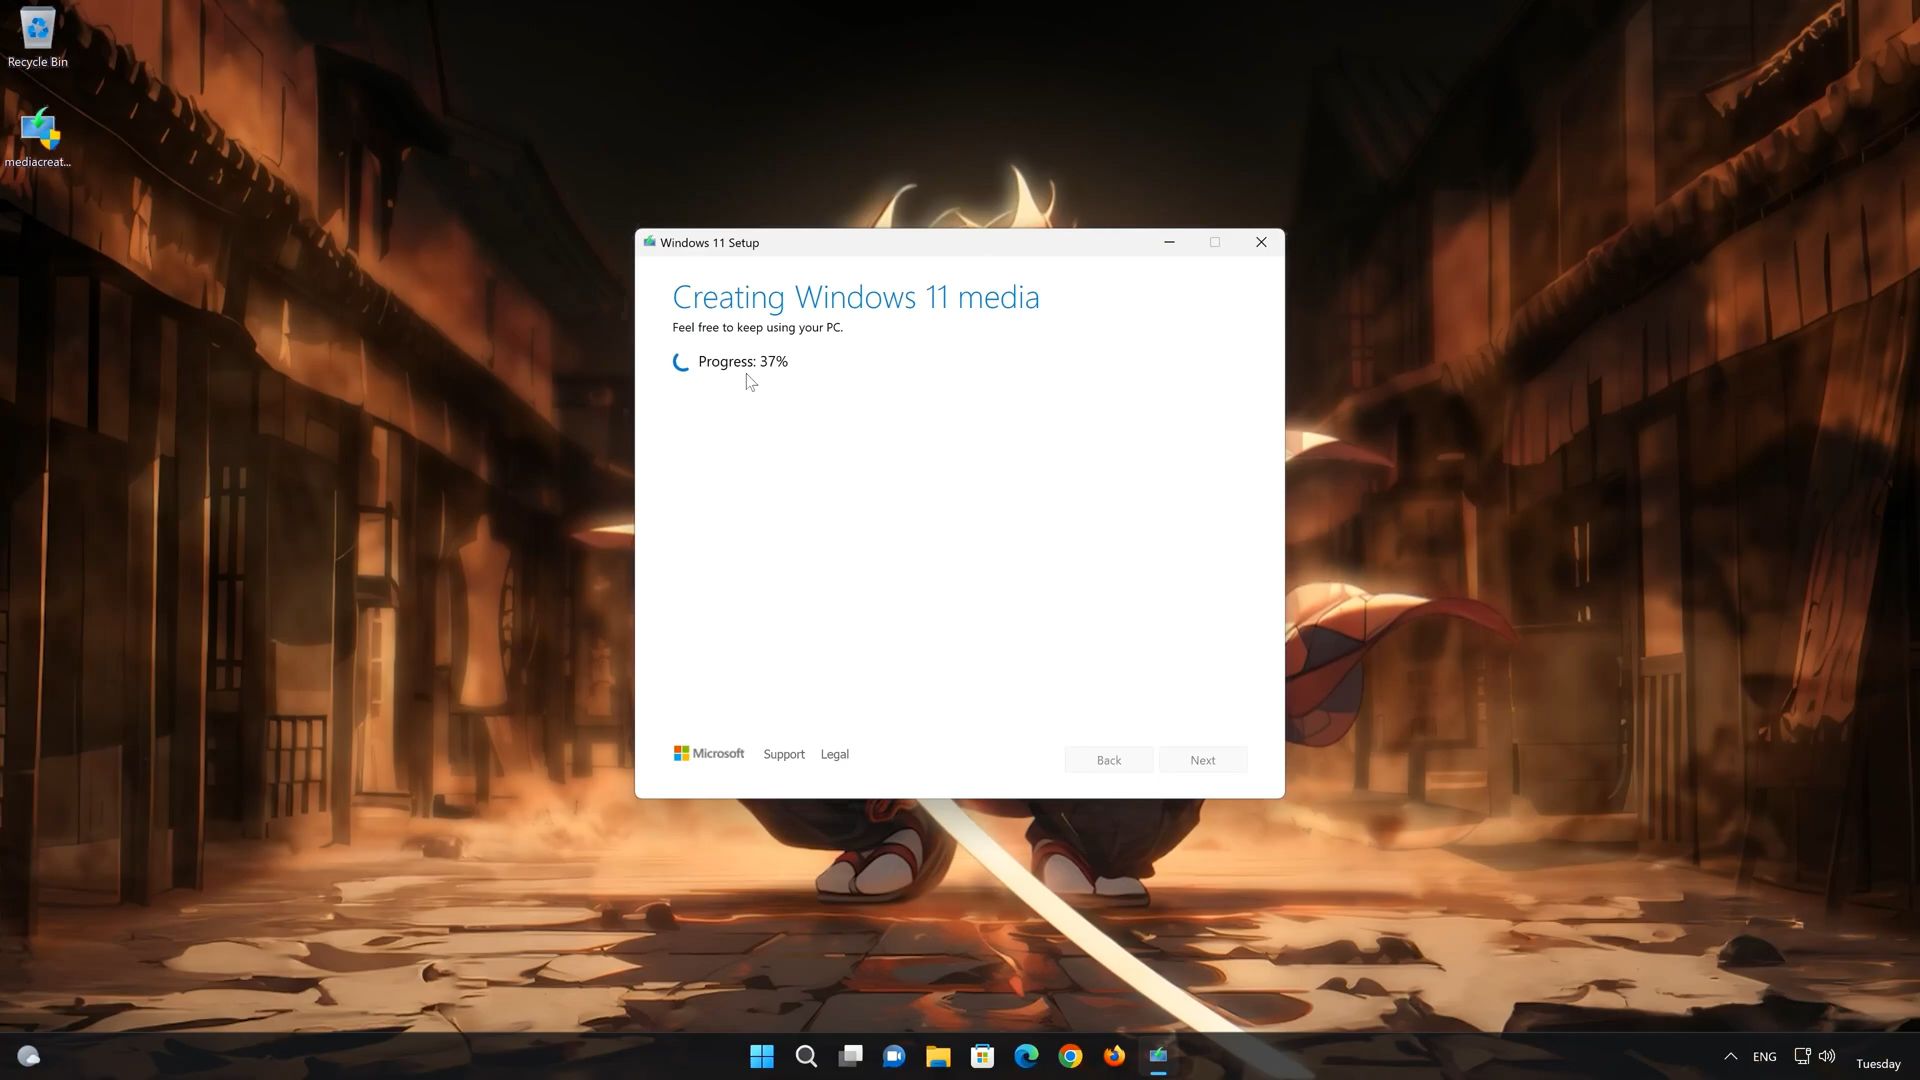 Recycle Bin
mediacreat...
Windows 11 Setup
Creating Windows 11 media
Feel free to keep using your PC.
Progress: 37%
Microsoft
Support
Legal
Back
Next
ENG
Tuesday